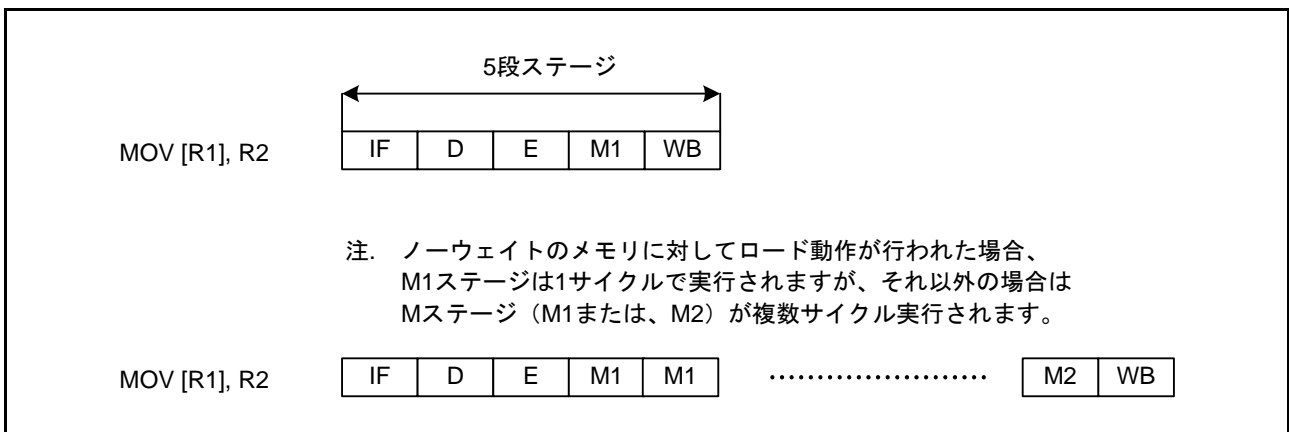 5段ステージ
MOV [R1], R2 IF D E M1 WB
注. ノーウェイトのメモリに対してロード動作が行われた場合、
M1ステージは1サイクルで実行されますが、それ以外の場合は
Mステージ（M1または、M2）が複数サイクル実行されます。
MOV [R1], R2 IF D E M1 M1 ……………………… M2 WB